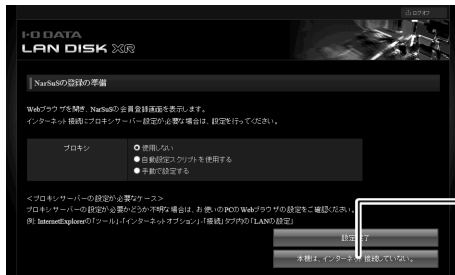 ログオフ
I-O DATA
LAN DISK XR
NarSuSの登録の準備
Webブラウザを開き、NarSuSの会員登録画面を表示します。
インターネット接続にプロキシサーバー設定が必要な場合は、設定を行ってください。
プロキシ
使用しない
自動設定スクリプトを使用する
手動で設定する
<プロキシサーバーの設定が必要なケース>
プロキシサーバーの設定が必要かどうか不明な場合は、お使いのPCのWebブラウザの設定をご確認ください。
例: InternetExplorerの「ツール」-「インターネットオプション」-「接続」タブ内の「LANの設定」
設定完了
本機は、インターネットに接続していない。